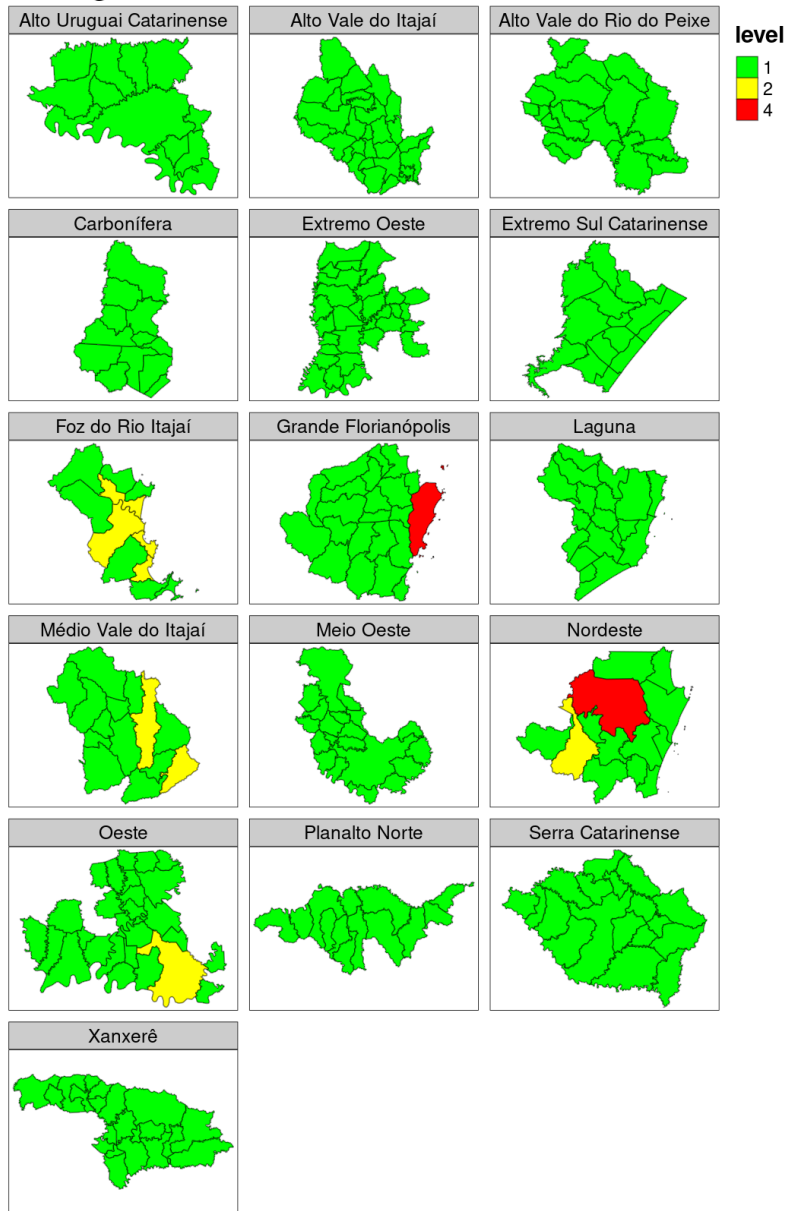 Alto Uruguai Catarinense
Alto Vale do Itajaí
Alto Vale do Rio do Peixe
level
1
2
4
Carbonífera
Extremo Oeste
Extremo Sul Catarinense
Foz do Rio Itajaí
Grande Florianópolis
Laguna
Médio Vale do Itajaí
Meio Oeste
Nordeste
Oeste
Planalto Norte
Serra Catarinense
Xanxerê